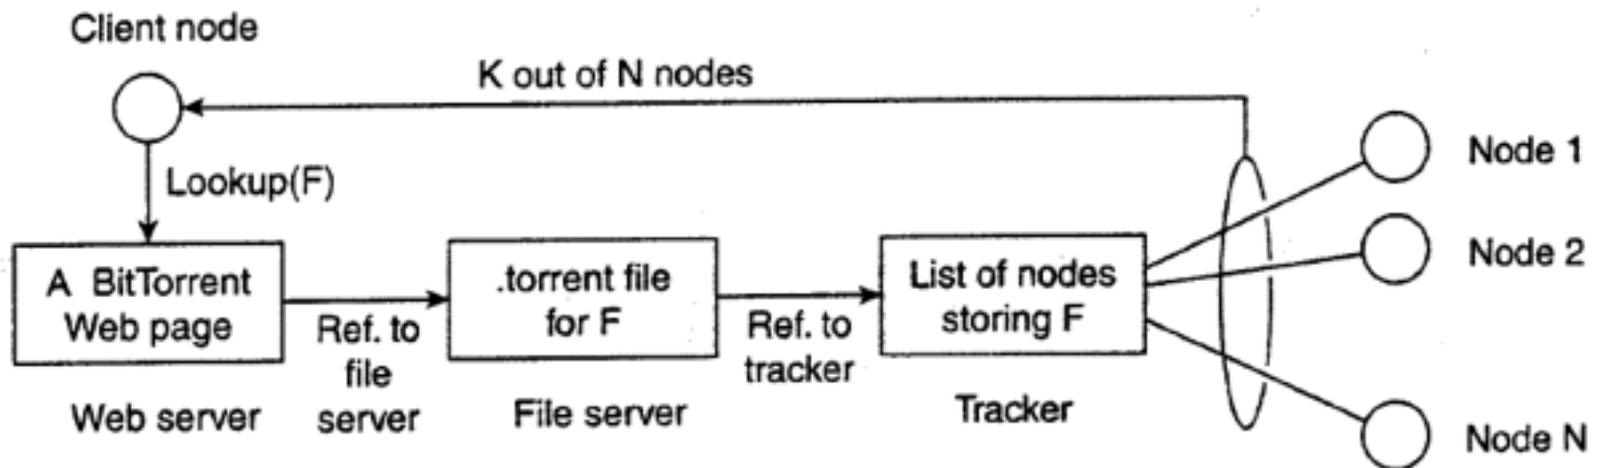 Client node
K out of N nodes
Node 1
Lookup(F)
Node 2
A BitTorrent
Web page
Ref. to
file
server
.torrent file
for F
Ref. to
tracker
List of nodes
storing F
Web server
File server
Tracker
Node N